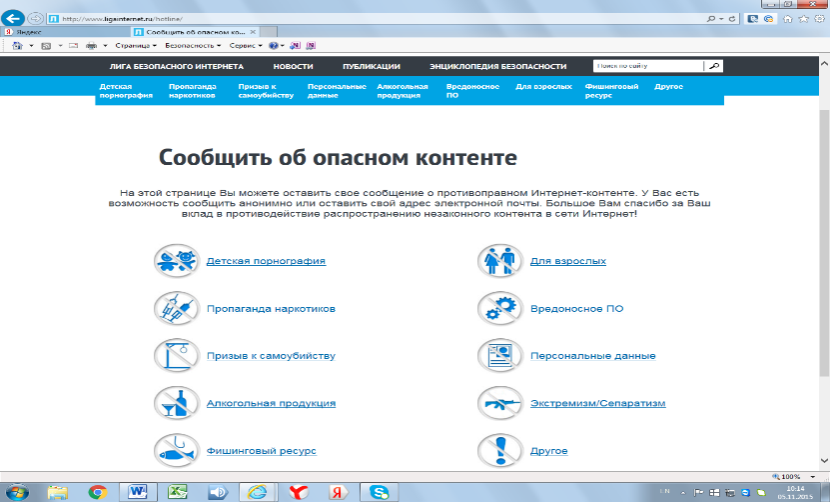 http://www.ligainternet.ru/hotline/
Яндекс
Сообщить об опасном кон...
Страница
Безопасность
Сервис
ЛИГА БЕЗОПАСНОГО ИНТЕРНЕТА НОВОСТИ ПУБЛИКАЦИИ ЭНЦИКЛОПЕДИЯ БЕЗОПАСНОСТИ Поиск по сайту
Детская порнография
Пропаганда наркотиков
Призыв к самоубийству
Персональные данные
Алкогольная продукция
Вредоносное ПО
Для взрослых
Фишинговый ресурс
Другое
Сообщить об опасном контенте
На этой странице Вы можете оставить свое сообщение о противоправном Интернет-контенте. У Вас есть
возможность сообщить анонимно или оставить свой адрес электронной почты. Большое Вам спасибо за Ваш
вклад в противодействие распространению незаконного контента в сети Интернет!
Детская порнография
Для взрослых
Пропаганда наркотиков
Вредоносное ПО
Призыв к самоубийству
Персональные данные
Алкогольная продукция
Экстремизм/Сепаратизм
Фишинговый ресурс
Другое
100%
EN
10:14
05.11.2015